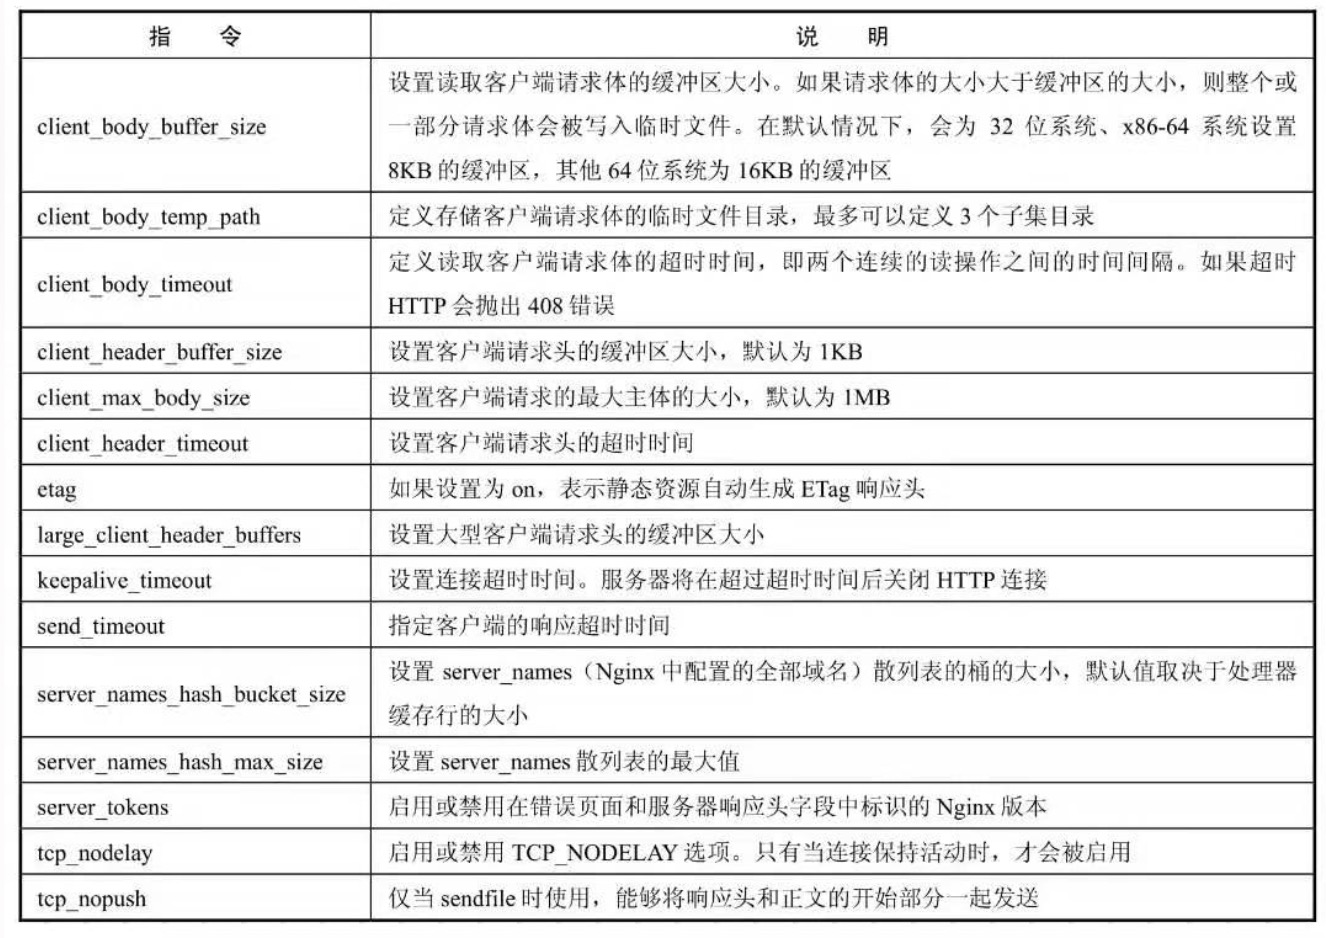 指 令 说 明
client_body_buffer_size
设置读取客户端请求体的缓冲区大小。如果请求体的大小大于缓冲区的大小，则整个或
一部分请求体会被写入临时文件。在默认情况下，会为 32 位系统、x86-64 系统设置
8KB 的缓冲区，其他 64 位系统为 16KB 的缓冲区
client_body_temp_path 定义存储客户端请求体的临时文件目录，最多可以定义 3 个子集目录
client_body_timeout
定义读取客户端请求体的超时时间，即两个连续的读操作之间的时间间隔。如果超时
HTTP 会抛出 408 错误
client_header_buffer_size 设置客户端请求头的缓冲区大小，默认为 1KB
client_max_body_size 设置客户端请求的最大主体的大小，默认为 1MB
client_header_timeout 设置客户端请求头的超时时间
etag 如果设置为 on，表示静态资源自动生成 ETag 响应头
large_client_header_buffers 设置大型客户端请求头的缓冲区大小
keepalive_timeout 设置连接超时时间。服务器将在超过超时时间后关闭 HTTP 连接
send_timeout 指定客户端的响应超时时间
server_names_hash_bucket_size
设置 server_names（Nginx 中配置的全部域名）散列表的桶的大小，默认值取决于处理器
缓存行的大小
server_names_hash_max_size 设置 server_names 散列表的最大值
server_tokens 启用或禁用在错误页面和服务器响应头字段中标识的 Nginx 版本
tcp_nodelay 启用或禁用 TCP_NODELAY 选项。只有当连接保持活动时，才会被启用
tcp_nopush 仅当 sendfile 时使用，能够将响应头和正文的开始部分一起发送